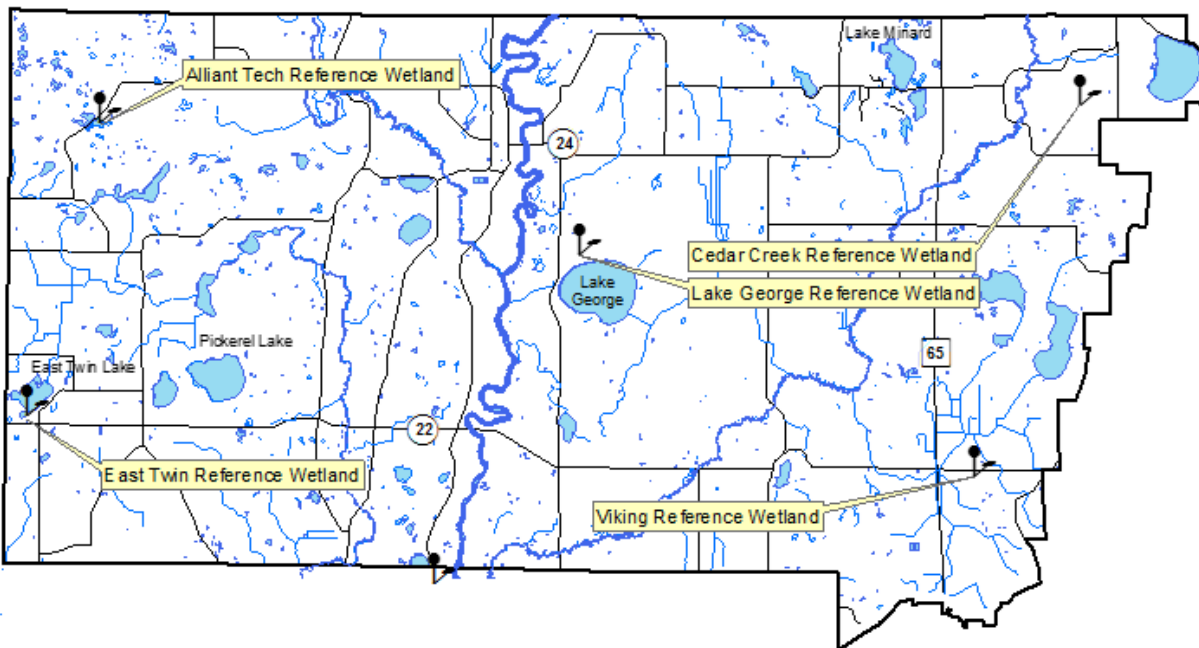 Lake Minard
Alliant Tech Reference Wetland
24
Cedar Creek Reference Wetland
Lake
George
Lake George Reference Wetland
Pickerel Lake
65
East Twin Lake
22
East Twin Reference Wetland
Viking Reference Wetland